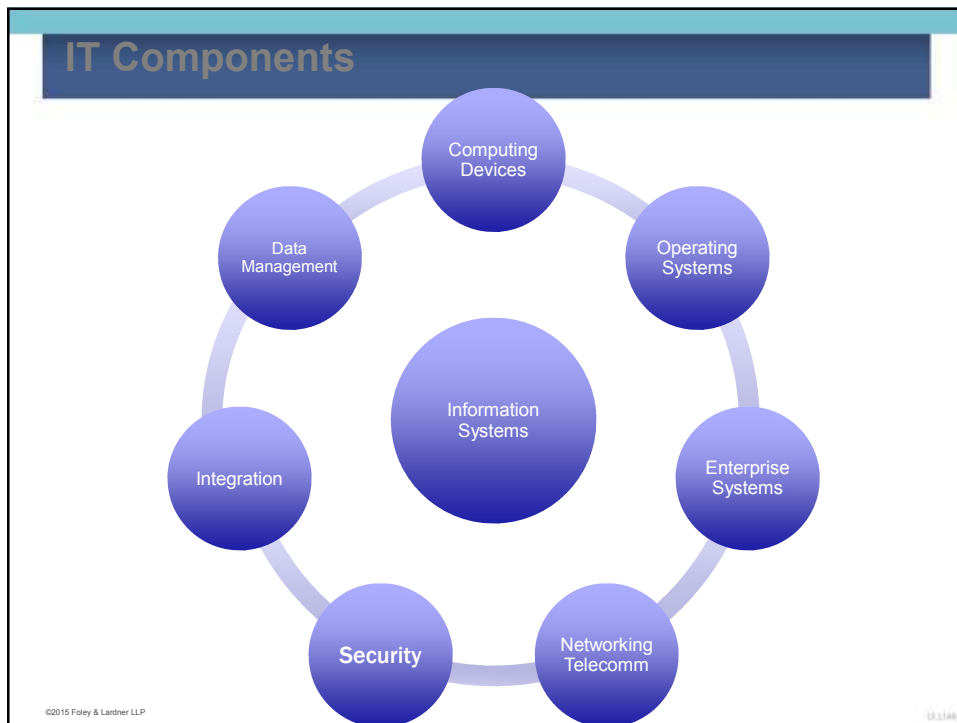 IT Components
Computing
Devices
Operating
Systems
Enterprise
Systems
Networking
Telecomm
Security
Integration
Data
Management
Information
Systems
©2015 Foley & Lardner LLP